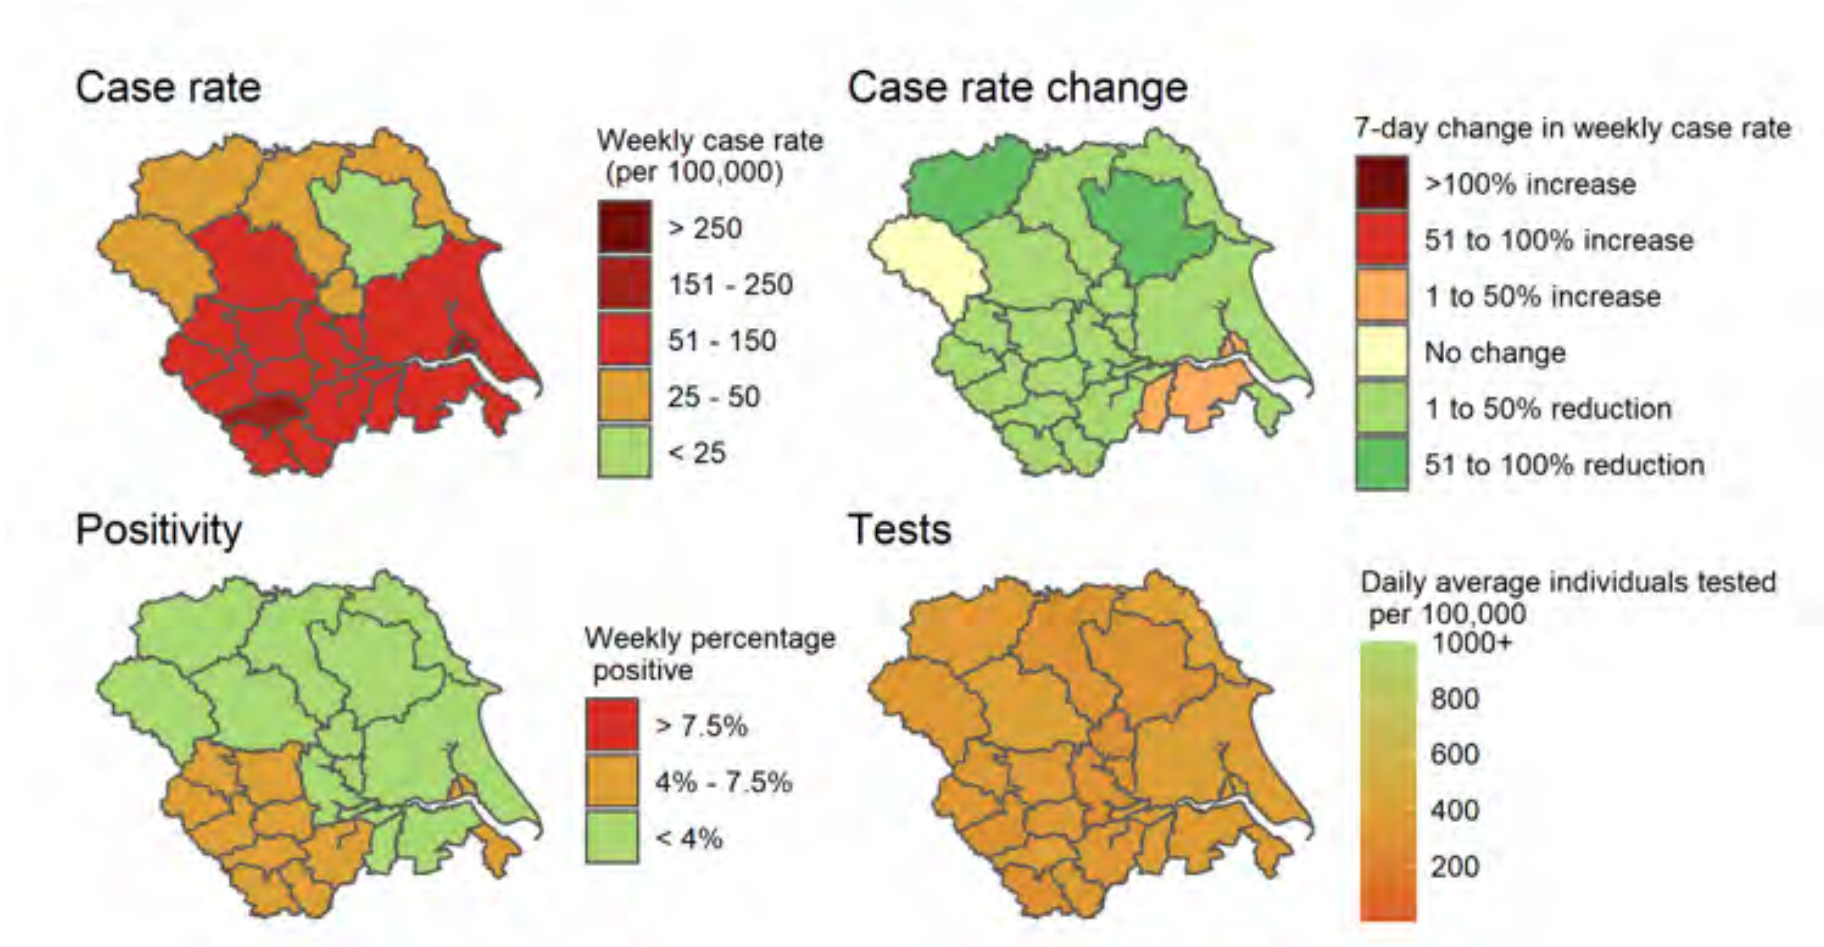 Case rate
Weekly case rate
(per 100,000)
> 250
151 - 250
51 - 150
25 - 50
< 25
Case rate change
7-day change in weekly case rate
>100% increase
51 to 100% increase
1 to 50% increase
No change
1 to 50% reduction
51 to 100% reduction
Positivity
Weekly percentage
positive
> 7.5%
4% - 7.5%
< 4%
Tests
Daily average individuals tested
per 100,000
1000+
800
600
400
200